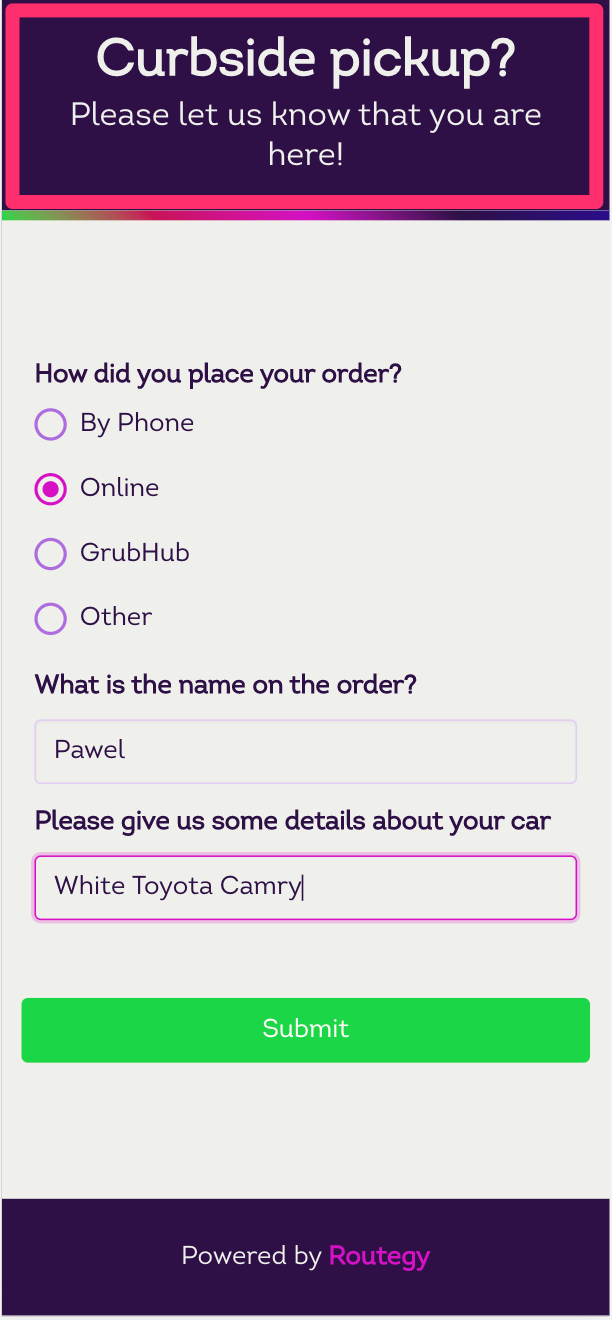 Curbside pickup?
Please let us know that you are
here!
How did you place your order?
By Phone
Online
GrubHub
Other
What is the name on the order?
Pawel
Please give us some details about your car
White Toyota Camry
Submit
Powered by Routegy